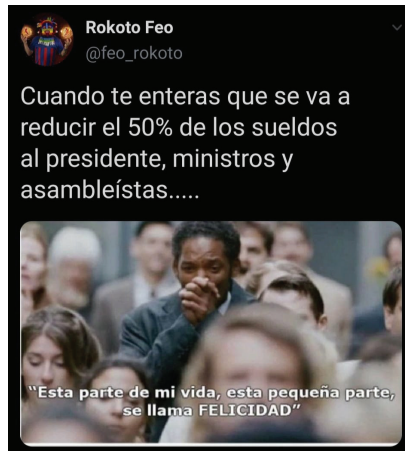 Rokoto Feo
@feo_rokoto
Cuando te enteras que se va a
reducir el 50% de los sueldos
al presidente, ministros y
asambleístas.....
"Esta parte de mi vida, esta pequeña parte,
se llama FELICIDAD"